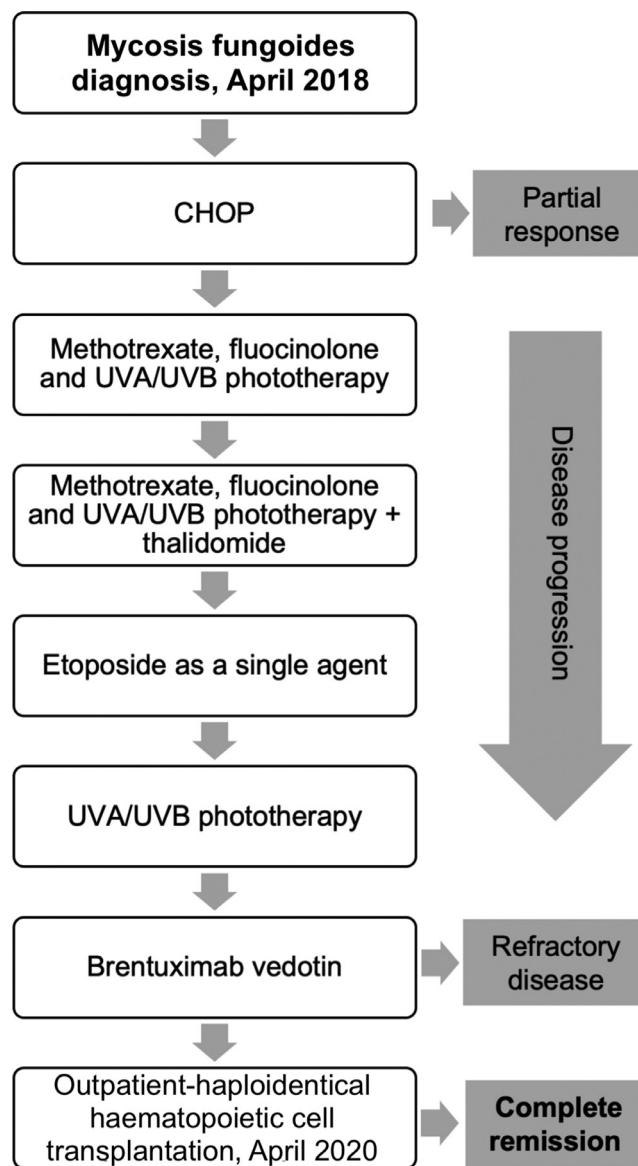 Mycosis fungoides
diagnosis, April 2018
CHOP
Partial
response
Methotrexate, fluocinolone
and UVA/UVB phototherapy
Methotrexate, fluocinolone
and UVA/UVB phototherapy +
thalidomide
Etoposide as a single agent
UVA/UVB phototherapy
Disease progression
Brentuximab vedotin
Refractory
disease
Outpatient-haploidentical
haematopoietic cell
transplantation, April 2020
Complete
remission